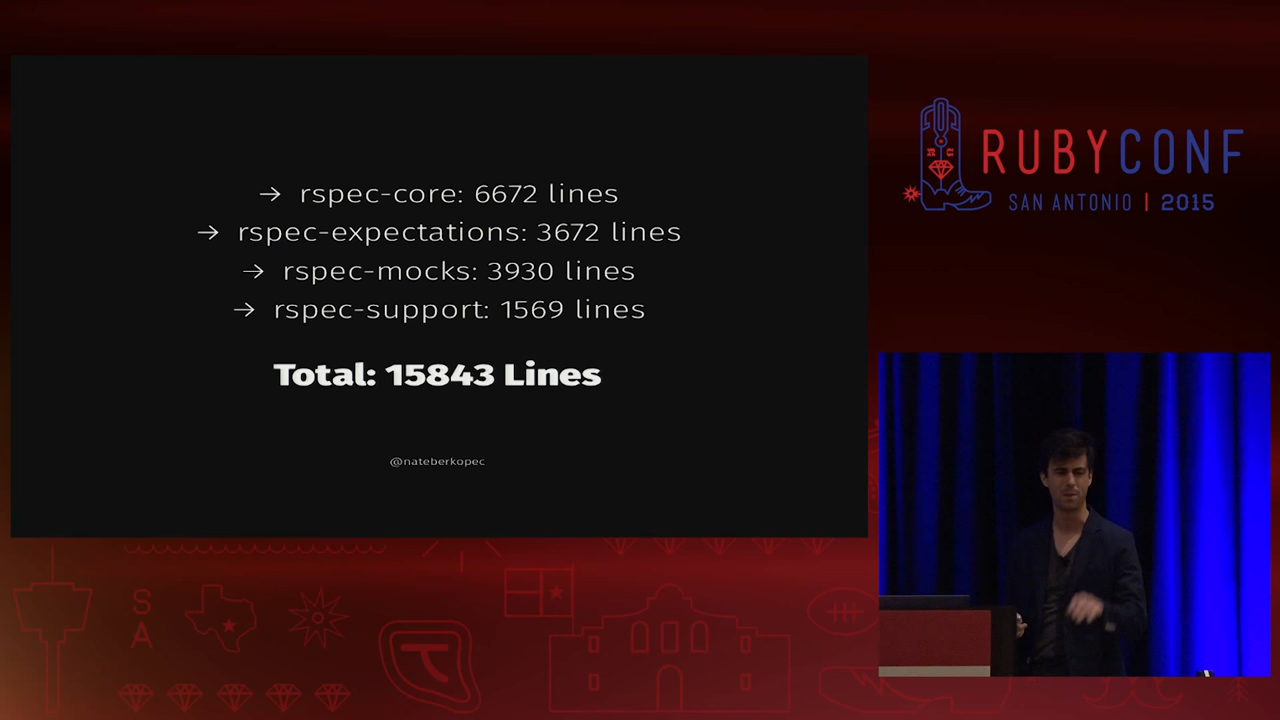 → rspec-core: 6672 lines
→ rspec-expectations: 3672 lines
→ rspec-mocks: 3930 lines
→ rspec-support: 1569 lines
Total: 15843 Lines
@nateberkopec
RUBYCONF
SAN ANTONIO | 2015
S
A